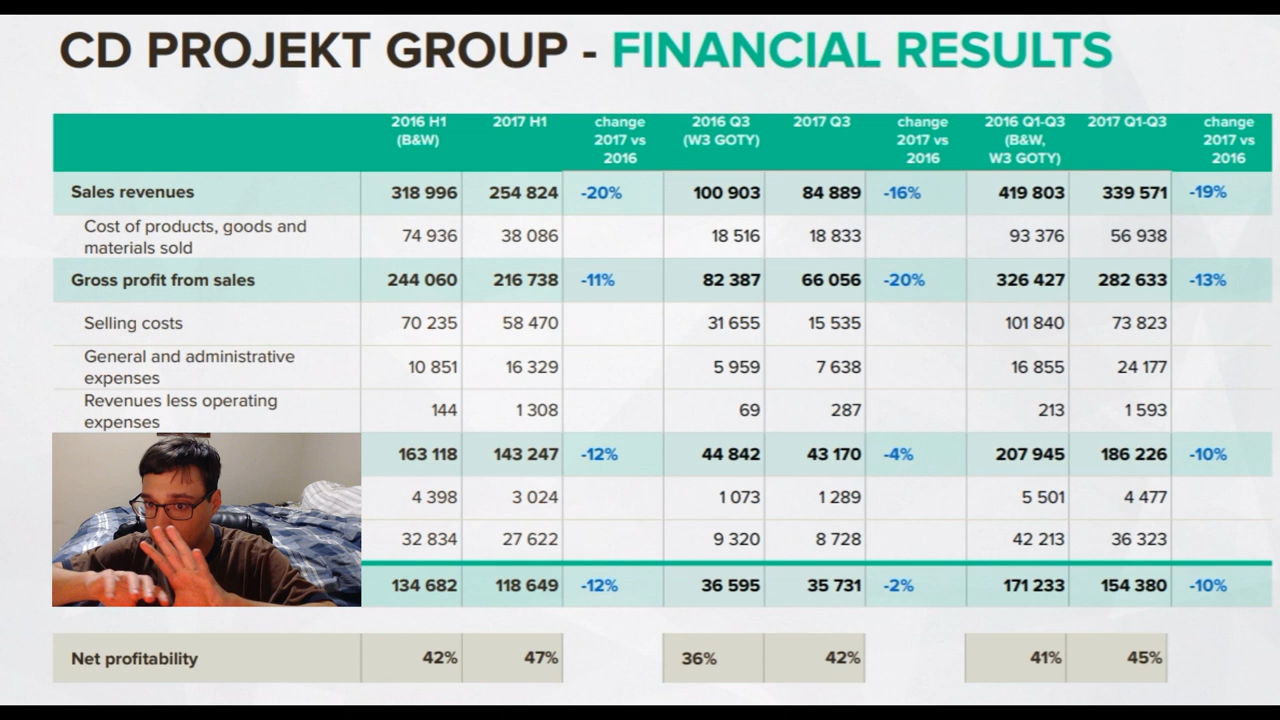 CD PROJEKT GROUP - FINANCIAL RESULTS
2016 H1 (B&W) 2017 H1 change 2017 vs 2016 2016 Q3 (W3 GOTY) 2017 Q3 change 2017 vs 2016 2016 Q1-Q3 (B&W, W3 GOTY) 2017 Q1-Q3 change 2017 vs 2016
Sales revenues 318 996 254 824 -20% 100 903 84 889 -16% 419 803 339 571 -19%
Cost of products, goods and materials sold 74 936 38 086 18 516 18 833 93 376 56 938
Gross profit from sales 244 060 216 738 -11% 82 387 66 056 -20% 326 427 282 633 -13%
Selling costs 70 235 58 470 31 655 15 535 101 840 73 823
General and administrative expenses 10 851 16 329 5 959 7 638 16 855 24 177
Revenues less operating expenses 144 1 308 69 287 213 1 593
163 118 143 247 -12% 44 842 43 170 -4% 207 945 186 226 -10%
4 398 3 024 1 073 1 289 5 501 4 477
32 834 27 622 9 320 8 728 42 213 36 323
134 682 118 649 -12% 36 595 35 731 -2% 171 233 154 380 -10%
Net profitability 42% 47% 36% 42% 41% 45%